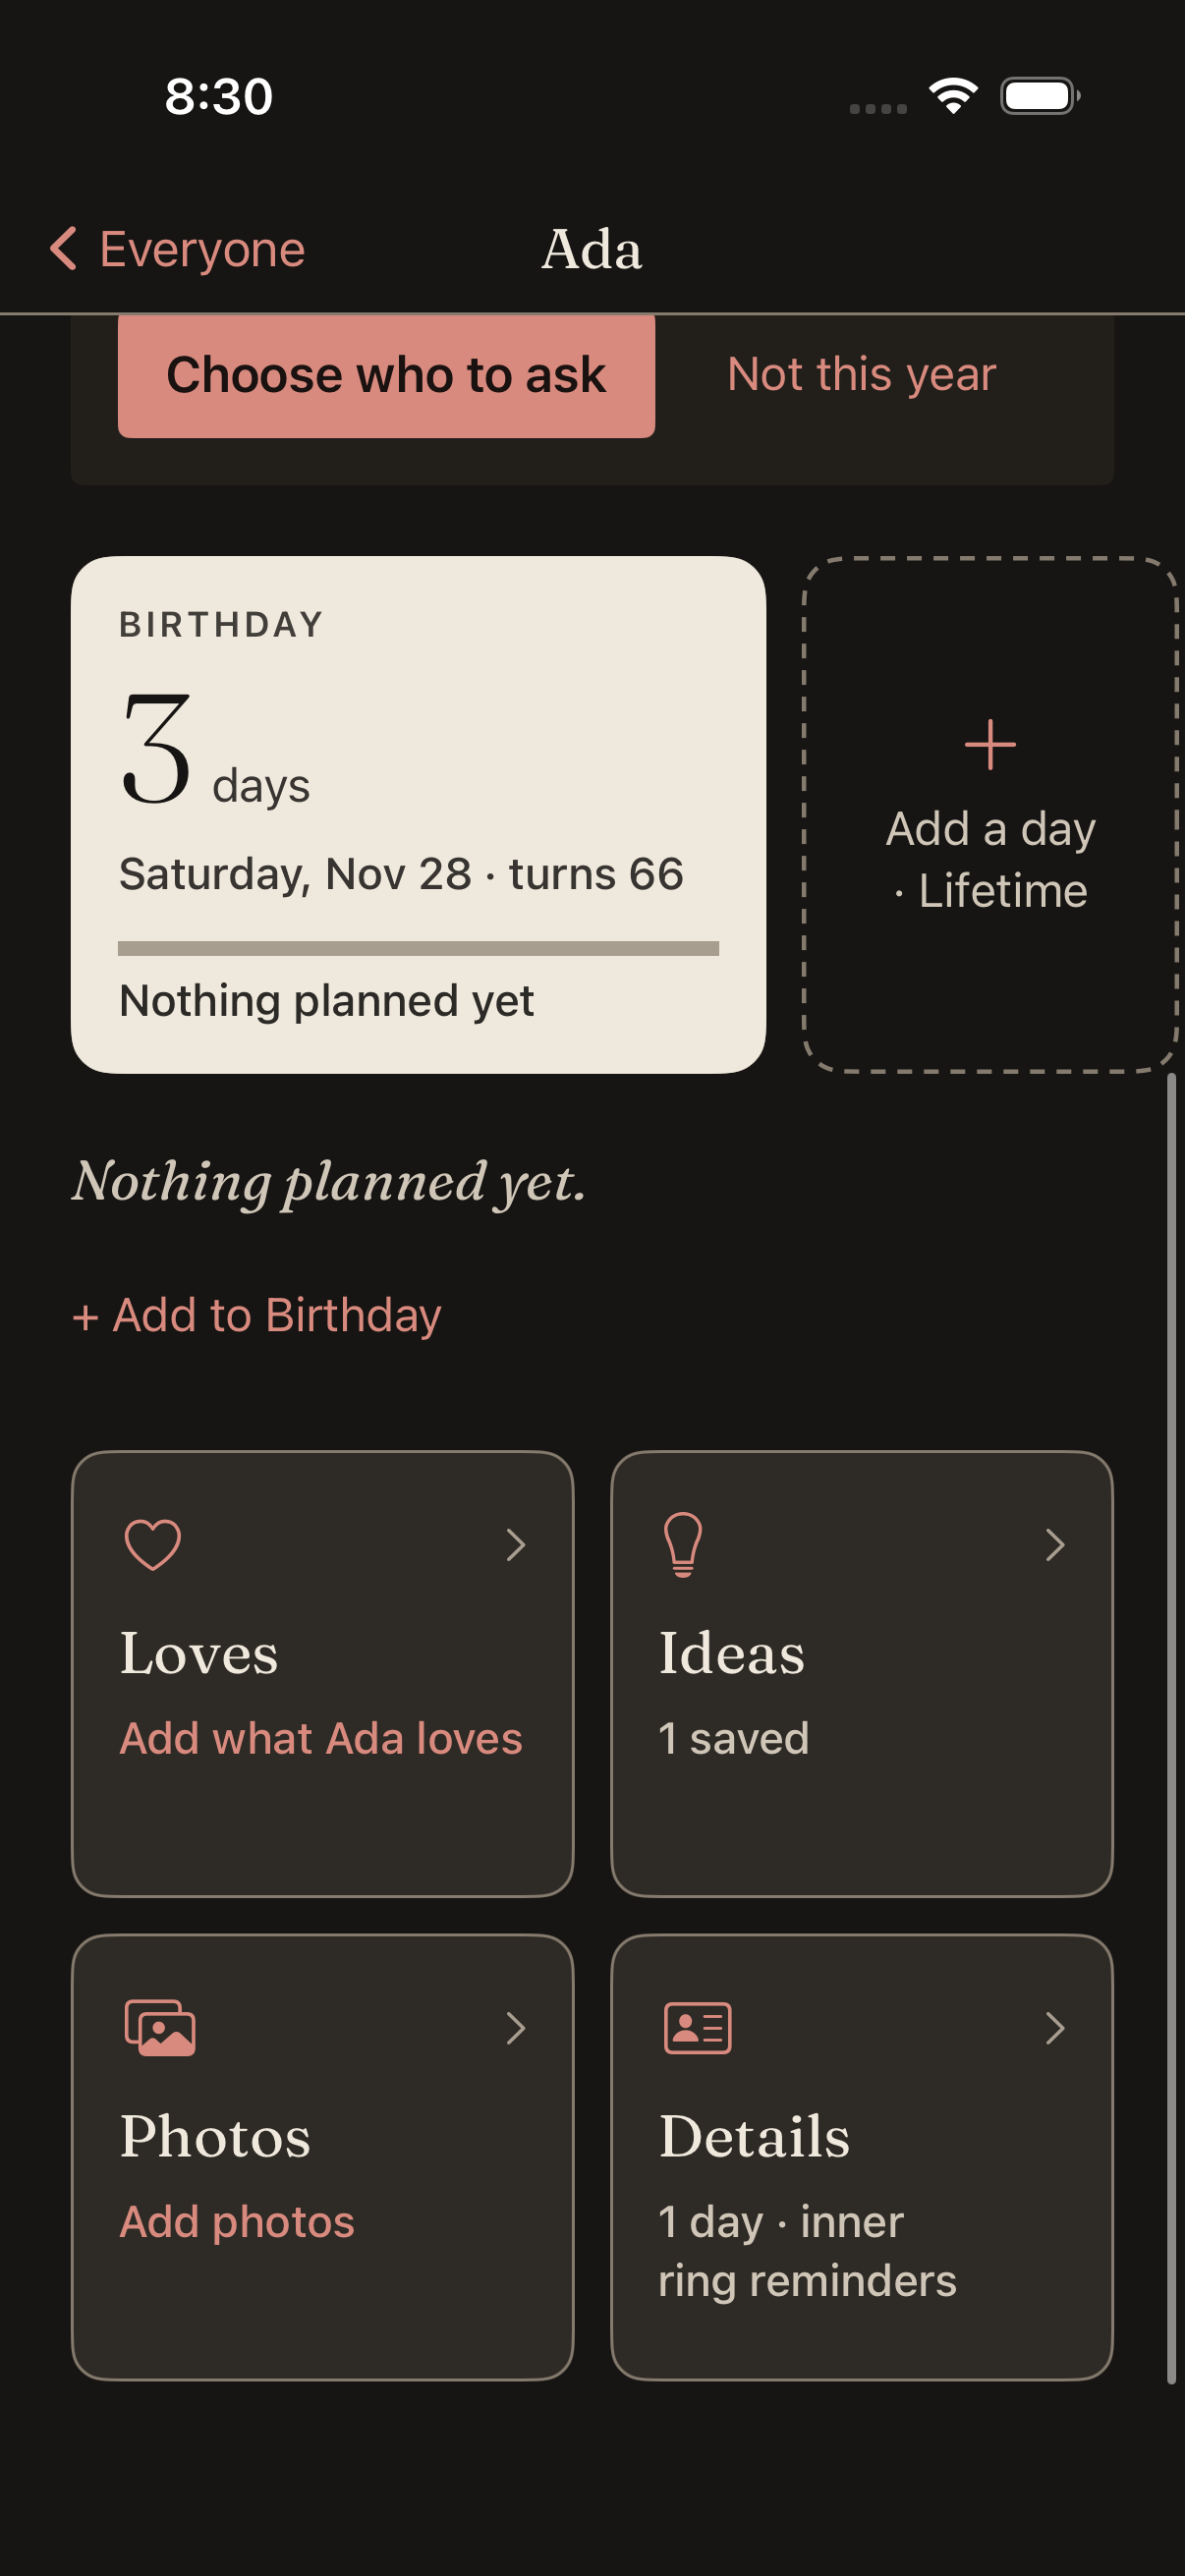 8:30
Everyone
Ada
Choose who to ask
Not this year
BIRTHDAY
3 days
Saturday, Nov 28 · turns 66
Nothing planned yet
Add a day
· Lifetime
Nothing planned yet.
+ Add to Birthday
Loves
Add what Ada loves
Ideas
1 saved
Photos
Add photos
Details
1 day · inner
ring reminders